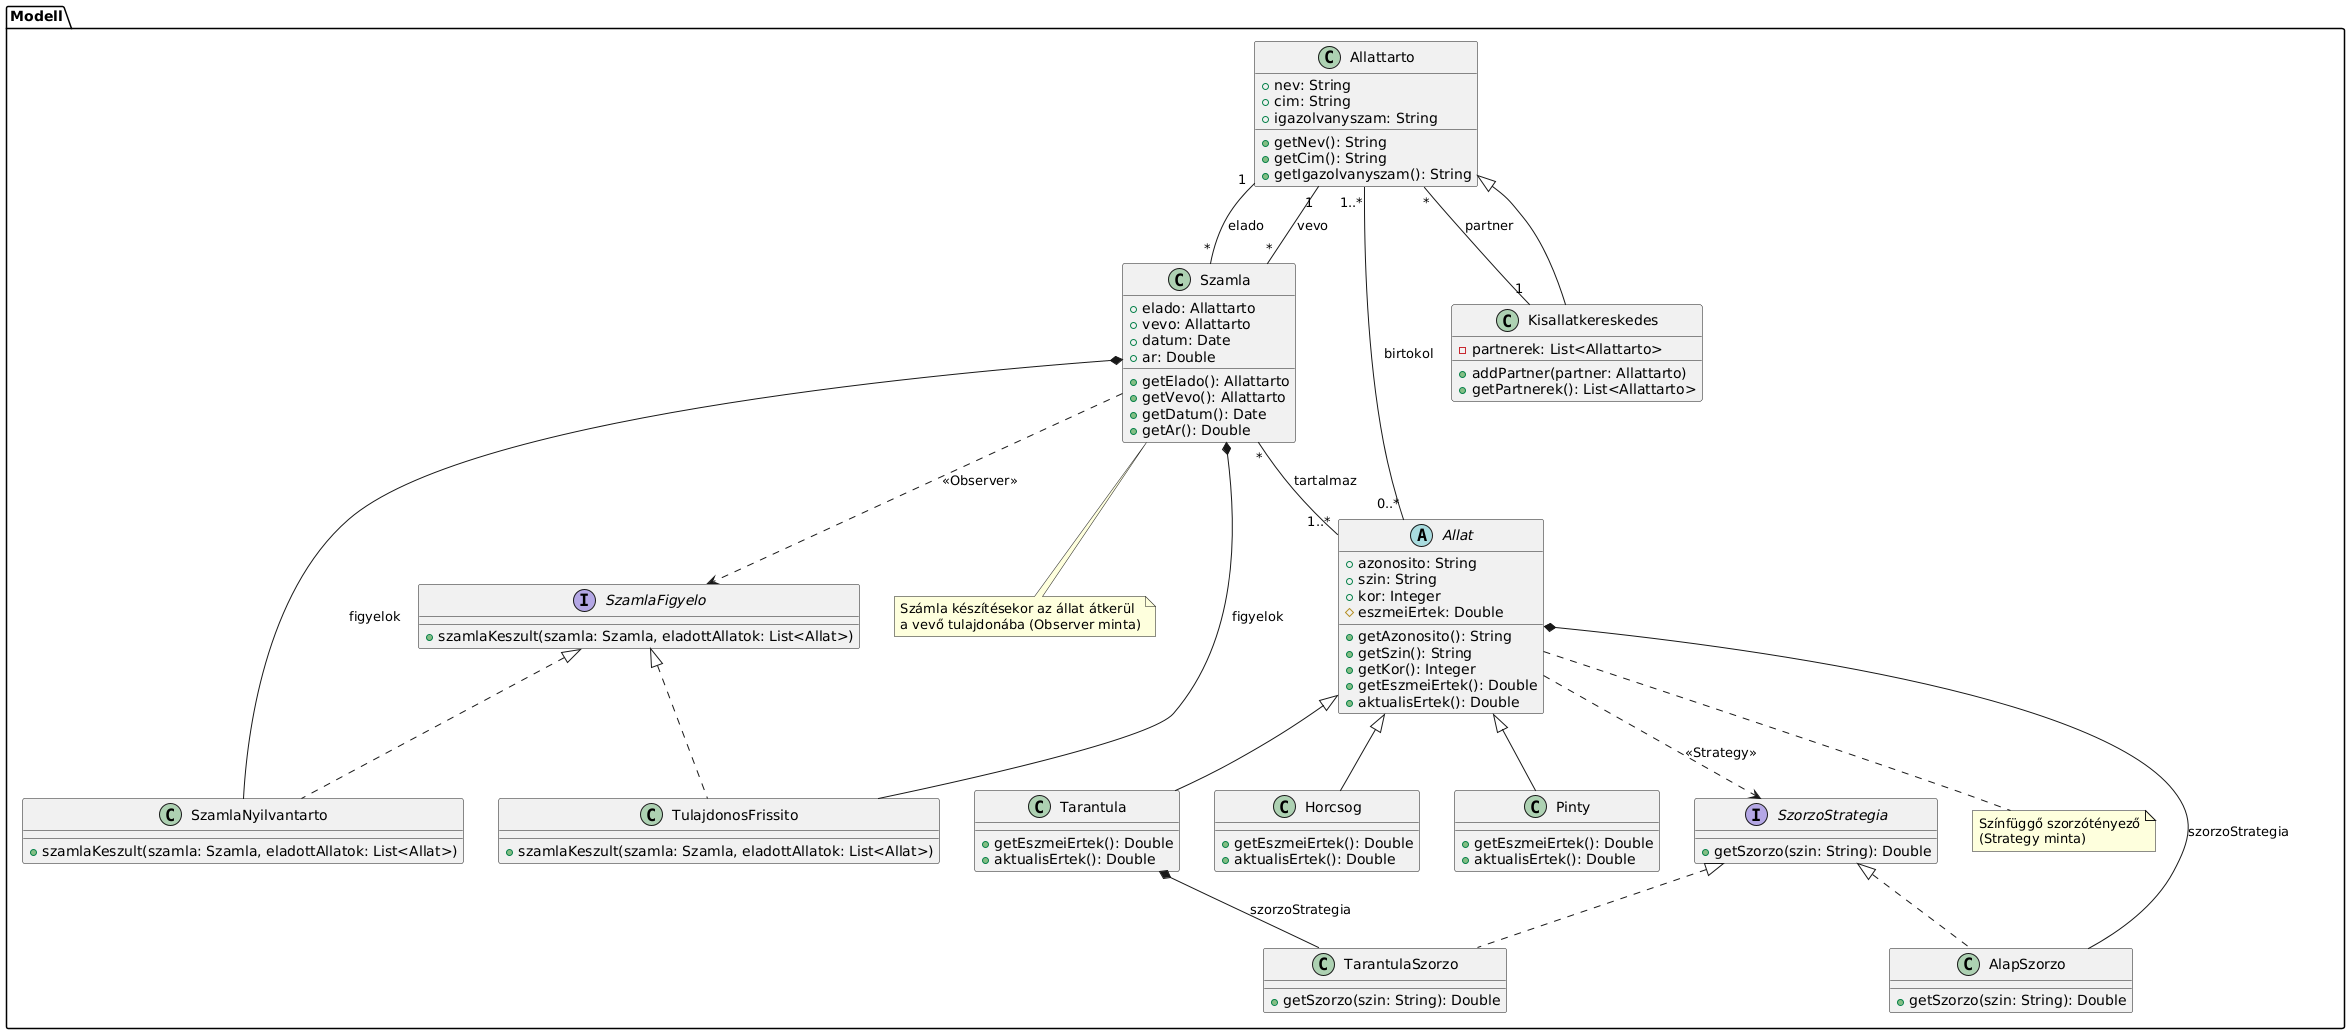 Modell
C Allattarto
nev: String
cim: String
igazolvanyszam: String
getNev(): String
getCim(): String
getIgazolvanyszam(): String
1
1
1..*
*
elado
vevo
partner
*
*
1
C Szamla
elado: Allattarto
vevo: Allattarto
datum: Date
ar: Double
getElado(): Allattarto
getVevo(): Allattarto
getDatum(): Date
getAr(): Double
C Kisallatkereskedes
partnerek: List<Allattarto>
addPartner(partner: Allattarto)
getPartnerek(): List<Allattarto>
birtokol
*
«Observer»
tartalmaz
0..*
1..*
figyelok
I SzamlaFigyelo
szamlaKeszult(szamla: Szamla, eladottAllatok: List<Allat>)
Számla készítésekor az állat átkerül
a vevő tulajdonába (Observer minta)
figyelok
A Allat
azonosito: String
szin: String
kor: Integer
eszmeiErtek: Double
getAzonosito(): String
getSzin(): String
getKor(): Integer
getEszmeiErtek(): Double
aktualisErtek(): Double
«Strategy»
C SzamlaNyilvantarto
szamlaKeszult(szamla: Szamla, eladottAllatok: List<Allat>)
C TulajdonosFrissito
szamlaKeszult(szamla: Szamla, eladottAllatok: List<Allat>)
C Tarantula
getEszmeiErtek(): Double
aktualisErtek(): Double
C Horcsog
getEszmeiErtek(): Double
aktualisErtek(): Double
C Pinty
getEszmeiErtek(): Double
aktualisErtek(): Double
I SzorzoStrategia
getSzorzo(szin: String): Double
Színfüggő szorzótényező
(Strategy minta)
szorzoStrategia
szorzoStrategia
C TarantulaSzorzo
getSzorzo(szin: String): Double
C AlapSzorzo
getSzorzo(szin: String): Double